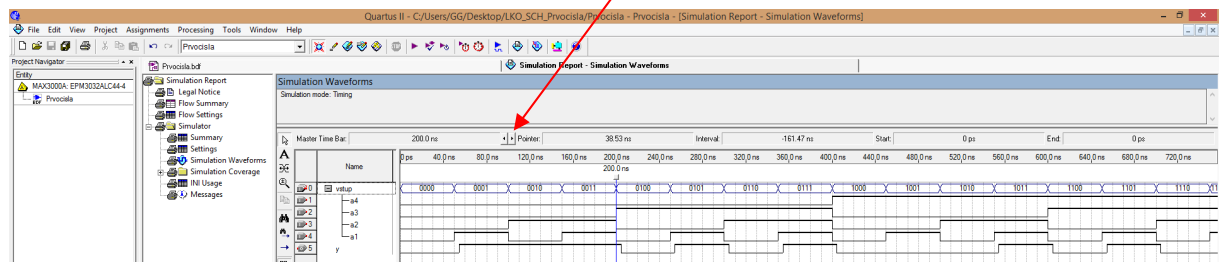 Quartus II - C:/Users/GG/Desktop/LKO_SCH_Prvocisla/Prvocisla - Prvocisla - [Simulation Report - Simulation Waveforms]
File Edit View Project Assignments Processing Tools Window Help
Prvocisla
Project Navigator
Prvocisla.bdf
Simulation Report - Simulation Waveforms
Entity
MAX3000A: EPM3032ALC44-4
Prvocisla
Simulation Report
Legal Notice
Flow Summary
Flow Settings
Simulator
Summary
Settings
Simulation Waveforms
Simulation Coverage
INI Usage
Messages
Simulation Waveforms
Simulation mode: Timing
Master Time Bar: 200.0 ns Pointer: 38.53 ns Interval: -161.47 ns Start: 0 ps End: 0 ps
Name
0 ps 40.0 ns 80.0 ns 120.0 ns 160.0 ns 200.0 ns 240.0 ns 280.0 ns 320.0 ns 360.0 ns 400.0 ns 440.0 ns 480.0 ns 520.0 ns 560.0 ns 600.0 ns 640.0 ns 680.0 ns 720.0 ns
200.0 ns
0 vstup 0000 0001 0010 0011 0100 0101 0110 0111 1000 1001 1010 1011 1100 1101 1110 11
1 a4
2 a3
3 a2
4 a1
5 y